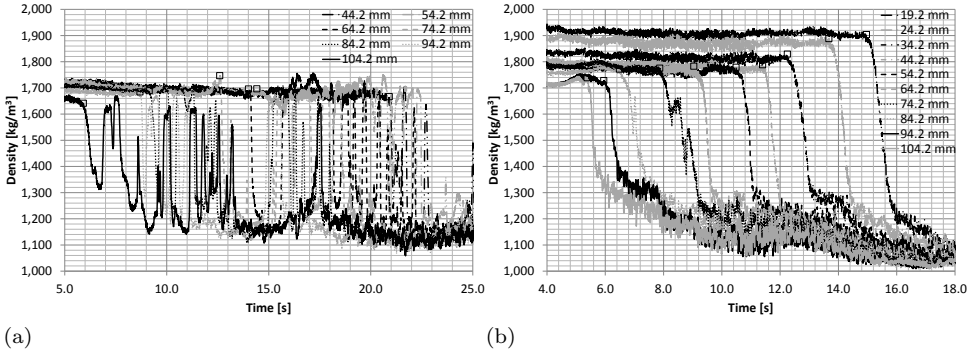 2,000
1,900
1,800
1,700
1,600
1,500
1,400
1,300
1,200
1,100
1,000
Density [kg/m³]
5.0 10.0 15.0 20.0 25.0
Time [s]
44.2 mm 54.2 mm
64.2 mm 74.2 mm
84.2 mm 94.2 mm
104.2 mm
(a)
2,000
1,900
1,800
1,700
1,600
1,500
1,400
1,300
1,200
1,100
1,000
Density [kg/m³]
4.0 6.0 8.0 10.0 12.0 14.0 16.0 18.0
Time [s]
19.2 mm
24.2 mm
34.2 mm
44.2 mm
54.2 mm
64.2 mm
74.2 mm
84.2 mm
94.2 mm
104.2 mm
(b)